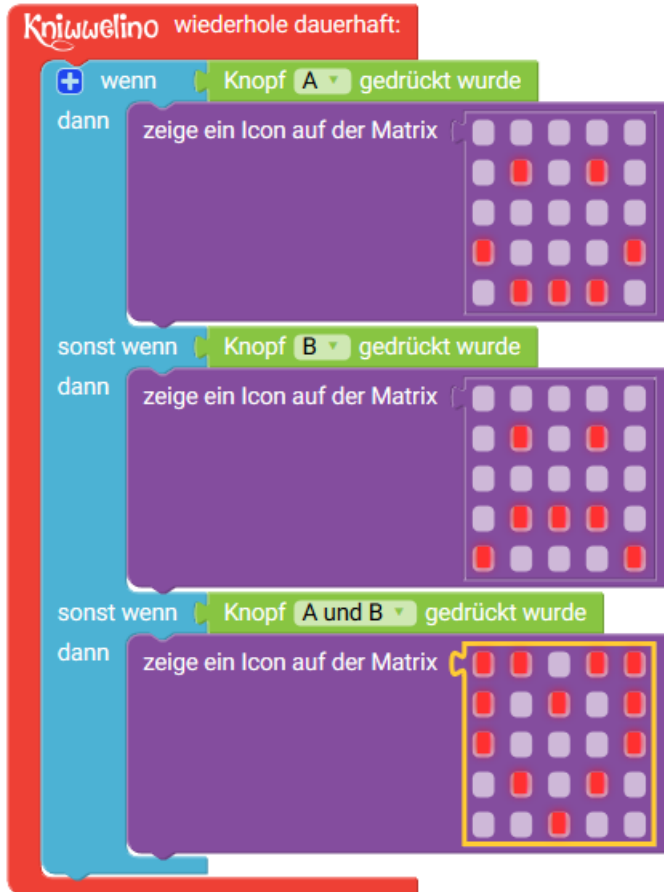 Kniwwelino wiederhole dauerhaft:
wenn Knopf A gedrückt wurde
dann zeige ein Icon auf der Matrix
sonst wenn Knopf B gedrückt wurde
dann zeige ein Icon auf der Matrix
sonst wenn Knopf A und B gedrückt wurde
dann zeige ein Icon auf der Matrix